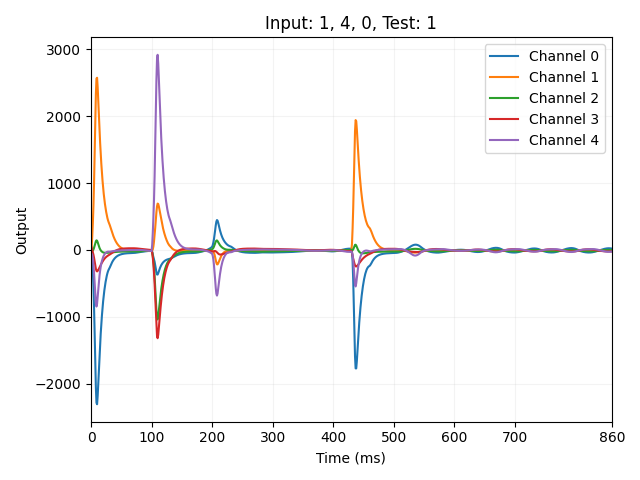 Input: 1, 4, 0, Test: 1
3000
2000
1000
0
−1000
−2000
Output
Channel 0
Channel 1
Channel 2
Channel 3
Channel 4
0 100 200 300 400 500 600 700 860
Time (ms)